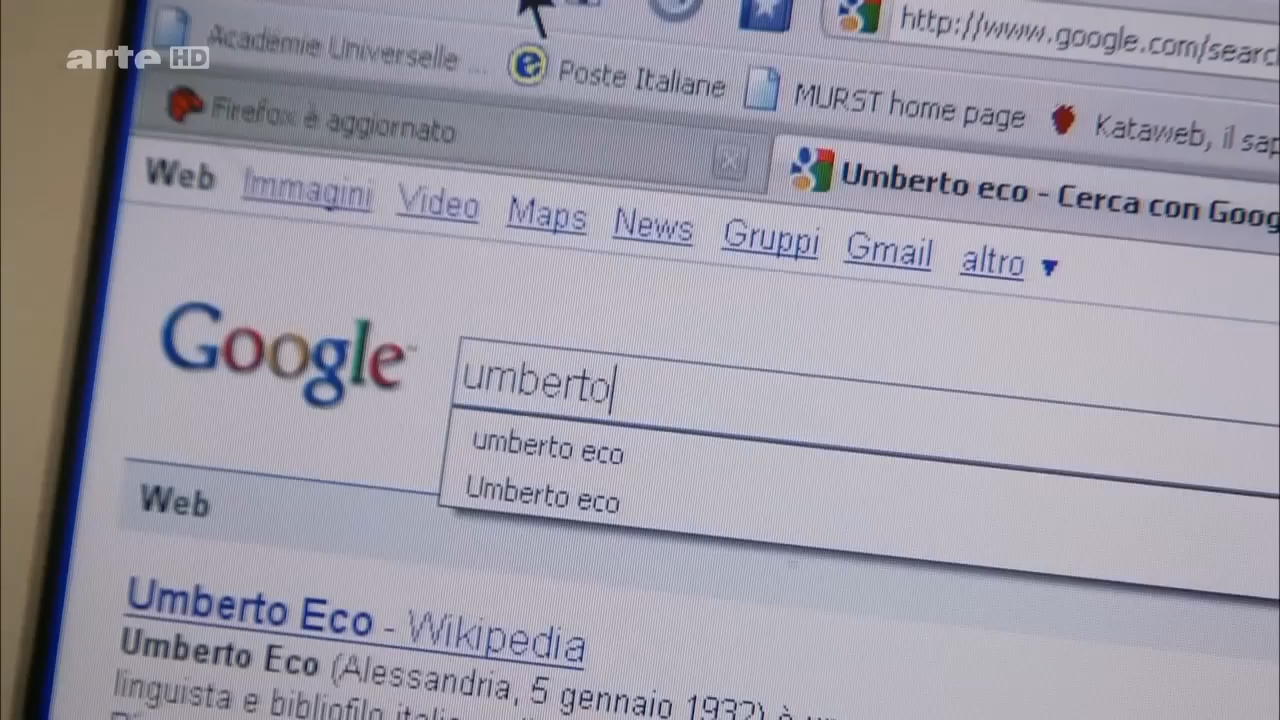 arte HD
http://www.google.com/searc
Academie Universelle ... Poste Italiane MURST home page Kataweb, il sap
Firefox è aggiornato
Umberto eco - Cerca con Goog
Web Immagini Video Maps News Gruppi Gmail altro ▼
Google™
umberto
umberto eco
Umberto eco
Web
Umberto Eco - Wikipedia
Umberto Eco (Alessandria, 5 gennaio 1932) è
linguista e bibliofilo